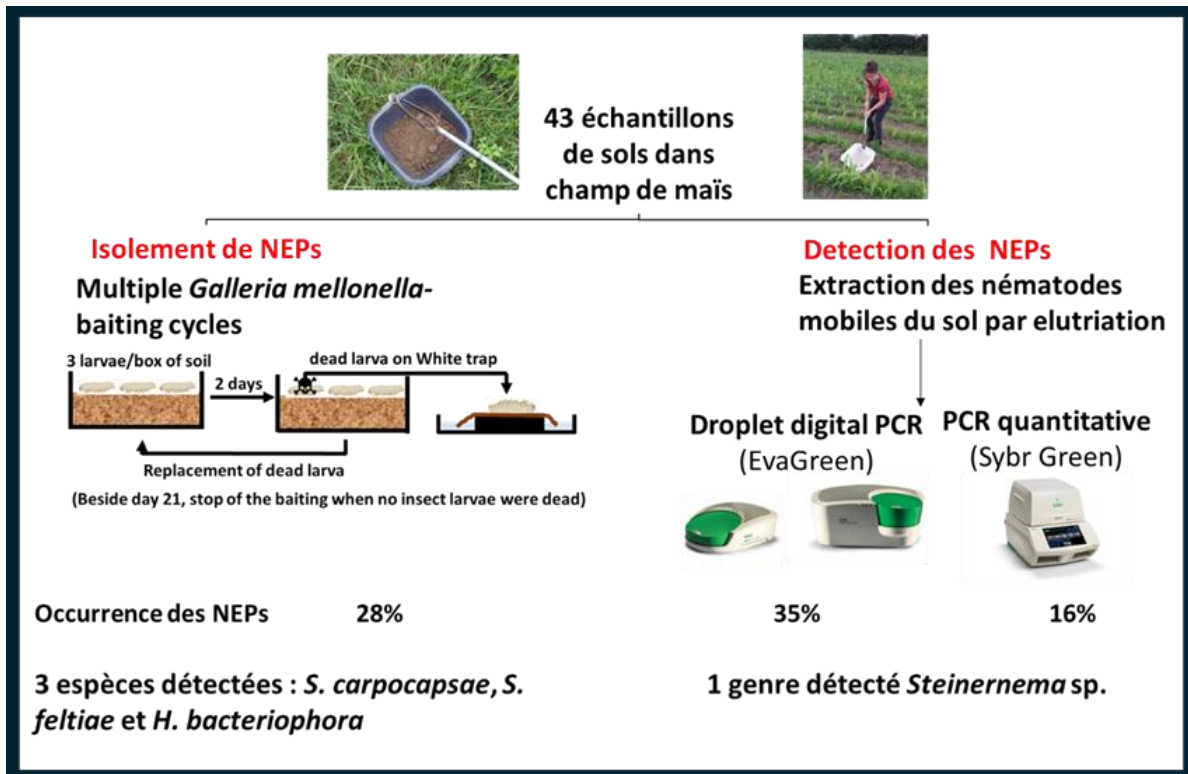 43 échantillons
de sols dans
champ de maïs
Isolement de NEPs
Multiple Galleria mellonella-
baiting cycles
3 larvae/box of soil
2 days
dead larva on White trap
Replacement of dead larva
(Beside day 21, stop of the baiting when no insect larvae were dead)
Detection des NEPs
Extraction des nématodes
mobiles du sol par elutriation
Droplet digital PCR
(EvaGreen)
PCR quantitative
(Sybr Green)
Occurrence des NEPs 28% 35% 16%
3 espèces détectées : S. carpocapsae, S.
feltiae et H. bacteriophora
1 genre détecté Steinernema sp.